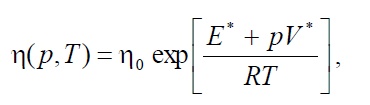 η(p,T) = η₀ exp[(E* + pV*)/RT],